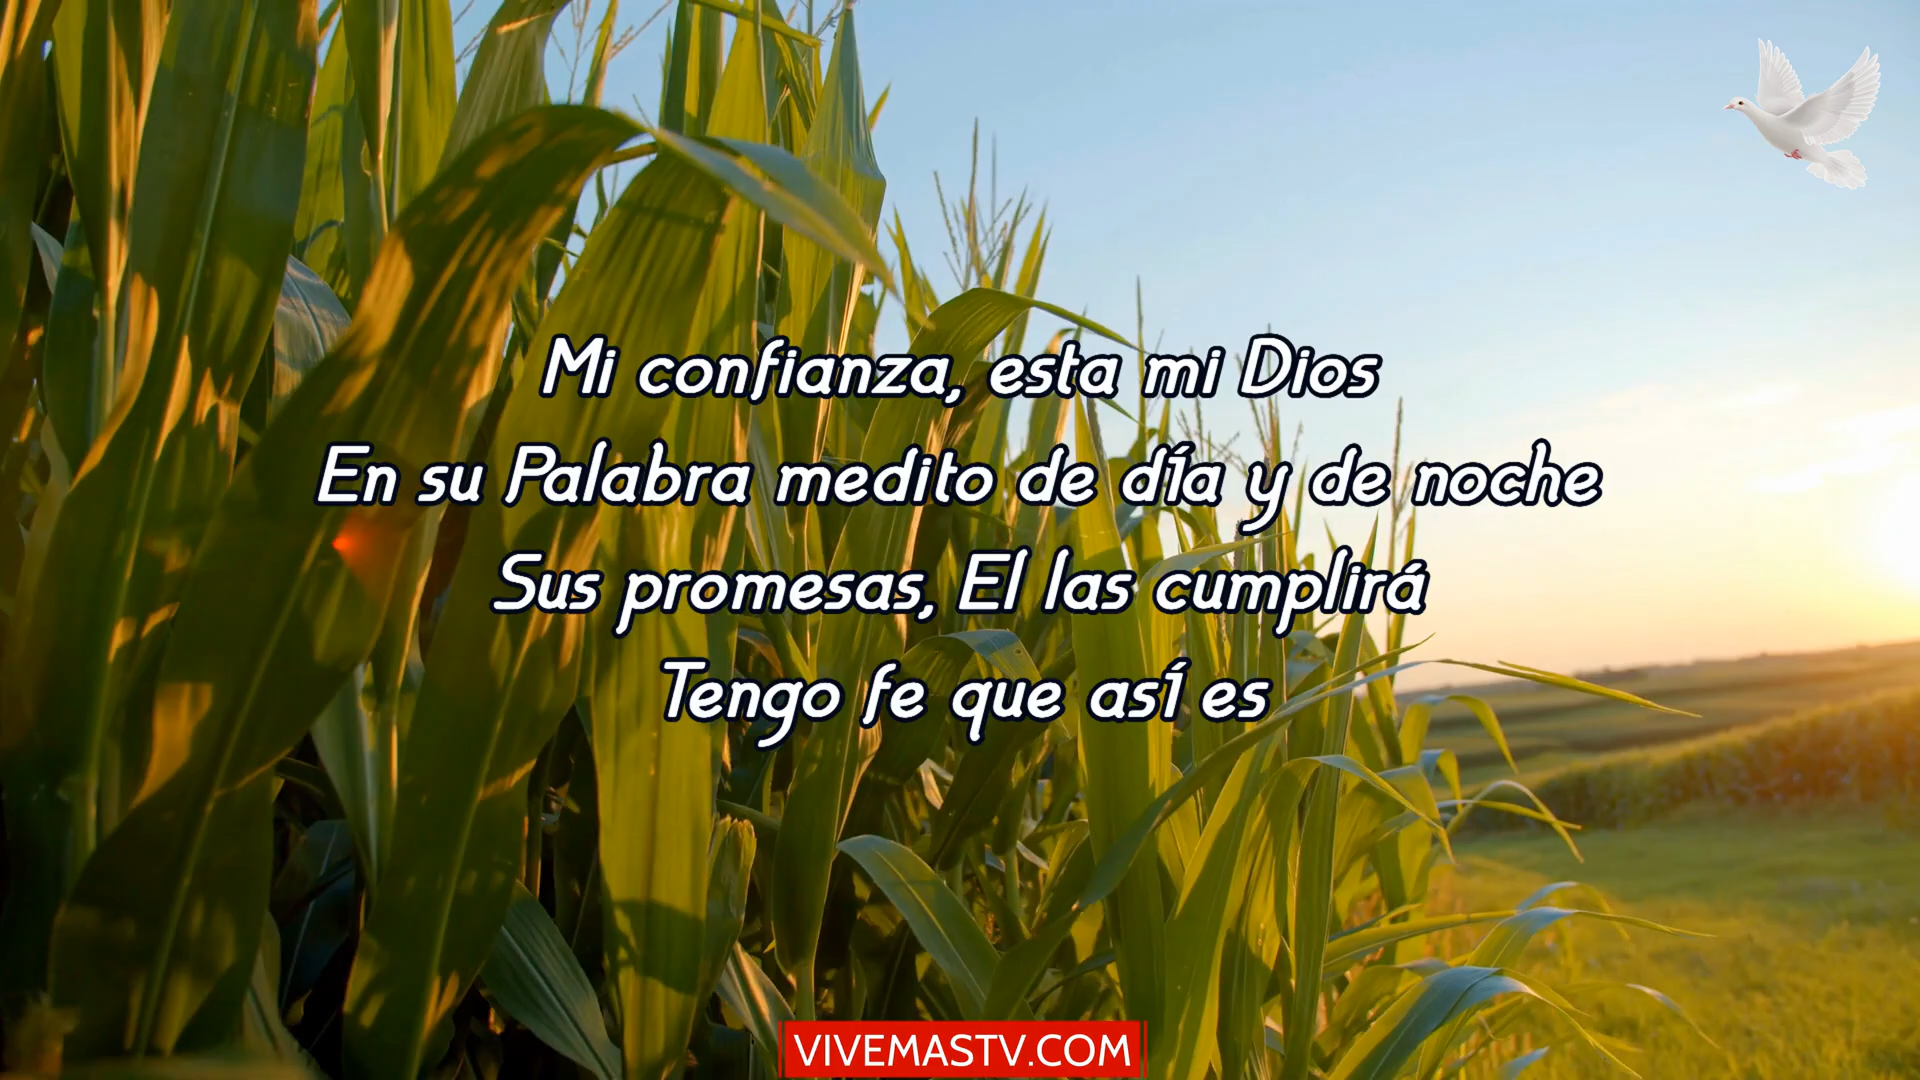 Mi confianza, esta mi Dios
En su Palabra medito de día y de noche
Sus promesas, El las cumplirá
Tengo fe que así es
VIVEMASTV.COM